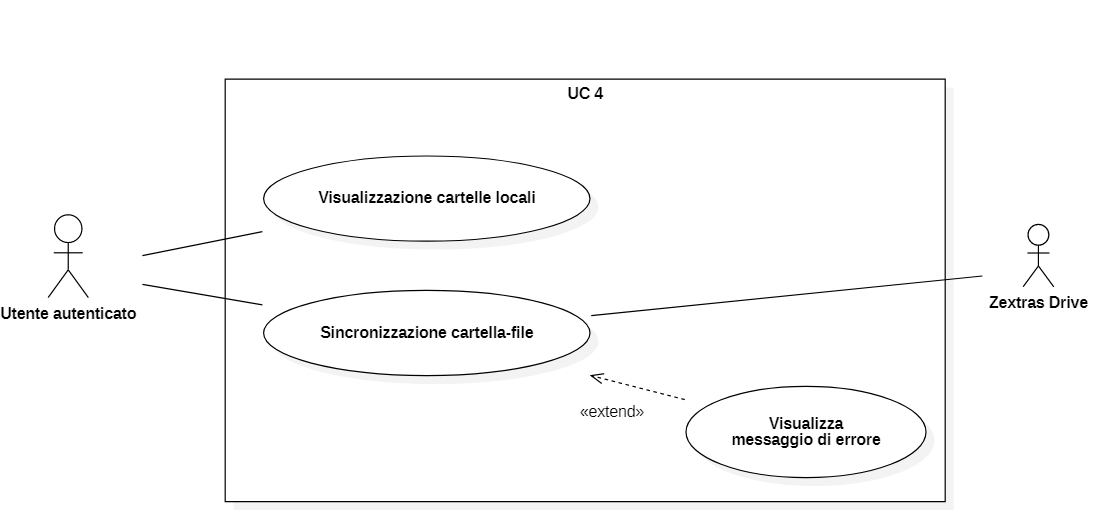 UC 4
Visualizzazione cartelle locali
Utente autenticato
Zextras Drive
Sincronizzazione cartella-file
«extend»
Visualizza
messaggio di errore